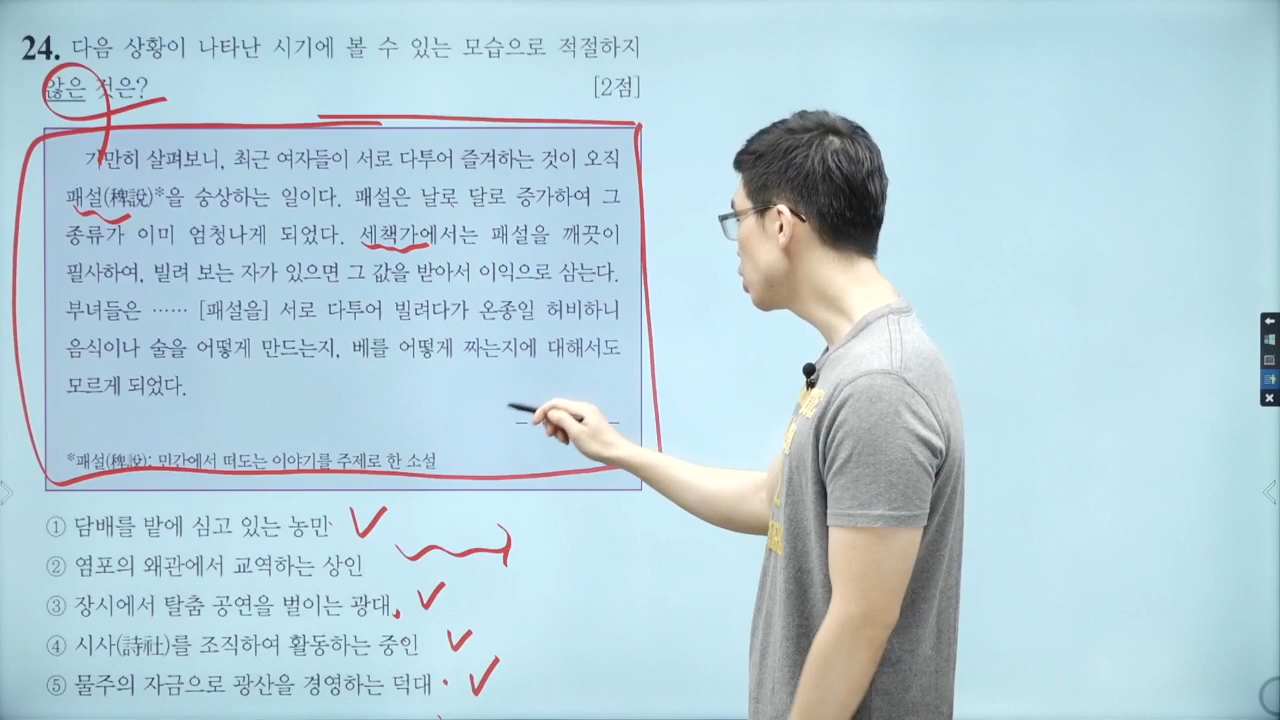 24. 다음 상황이 나타난 시기에 볼 수 있는 모습으로 적절하지
않은 것은? [2점]
가만히 살펴보니, 최근 여자들이 서로 다투어 즐겨하는 것이 오직
패설(稗說)*을 숭상하는 일이다. 패설은 날로 달로 증가하여 그
종류가 이미 엄청나게 되었다. 세책가에서는 패설을 깨끗이
필사하여, 빌려 보는 자가 있으면 그 값을 받아서 이익으로 삼는다.
부녀들은 …… [패설을] 서로 다투어 빌려다가 온종일 허비하니
음식이나 술을 어떻게 만드는지, 베를 어떻게 짜는지에 대해서도
모르게 되었다.
*패설(稗說): 민간에서 떠도는 이야기를 주제로 한 소설
① 담배를 밭에 심고 있는 농민
② 염포의 왜관에서 교역하는 상인
③ 장시에서 탈춤 공연을 벌이는 광대
④ 시사(詩社)를 조직하여 활동하는 중인
⑤ 물주의 자금으로 광산을 경영하는 덕대